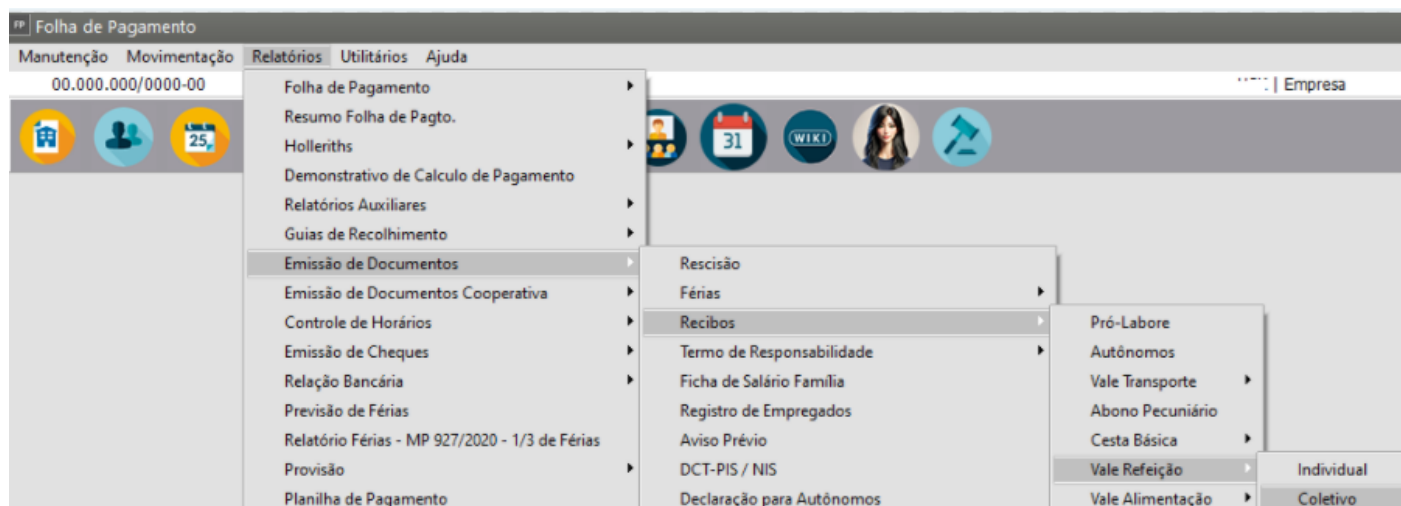 FP Folha de Pagamento
Manutenção Movimentação Relatórios Utilitários Ajuda
00.000.000/0000-00
| Empresa
25
31
WIKI
Folha de Pagamento
Resumo Folha de Pagto.
Holleriths
Demonstrativo de Calculo de Pagamento
Relatórios Auxiliares
Guias de Recolhimento
Emissão de Documentos
Emissão de Documentos Cooperativa
Controle de Horários
Emissão de Cheques
Relação Bancária
Previsão de Férias
Relatório Férias - MP 927/2020 - 1/3 de Férias
Provisão
Planilha de Pagamento
Rescisão
Férias
Recibos
Termo de Responsabilidade
Ficha de Salário Família
Registro de Empregados
Aviso Prévio
DCT-PIS / NIS
Declaração para Autônomos
Pró-Labore
Autônomos
Vale Transporte
Abono Pecuniário
Cesta Básica
Vale Refeição
Vale Alimentação
Individual
Coletivo